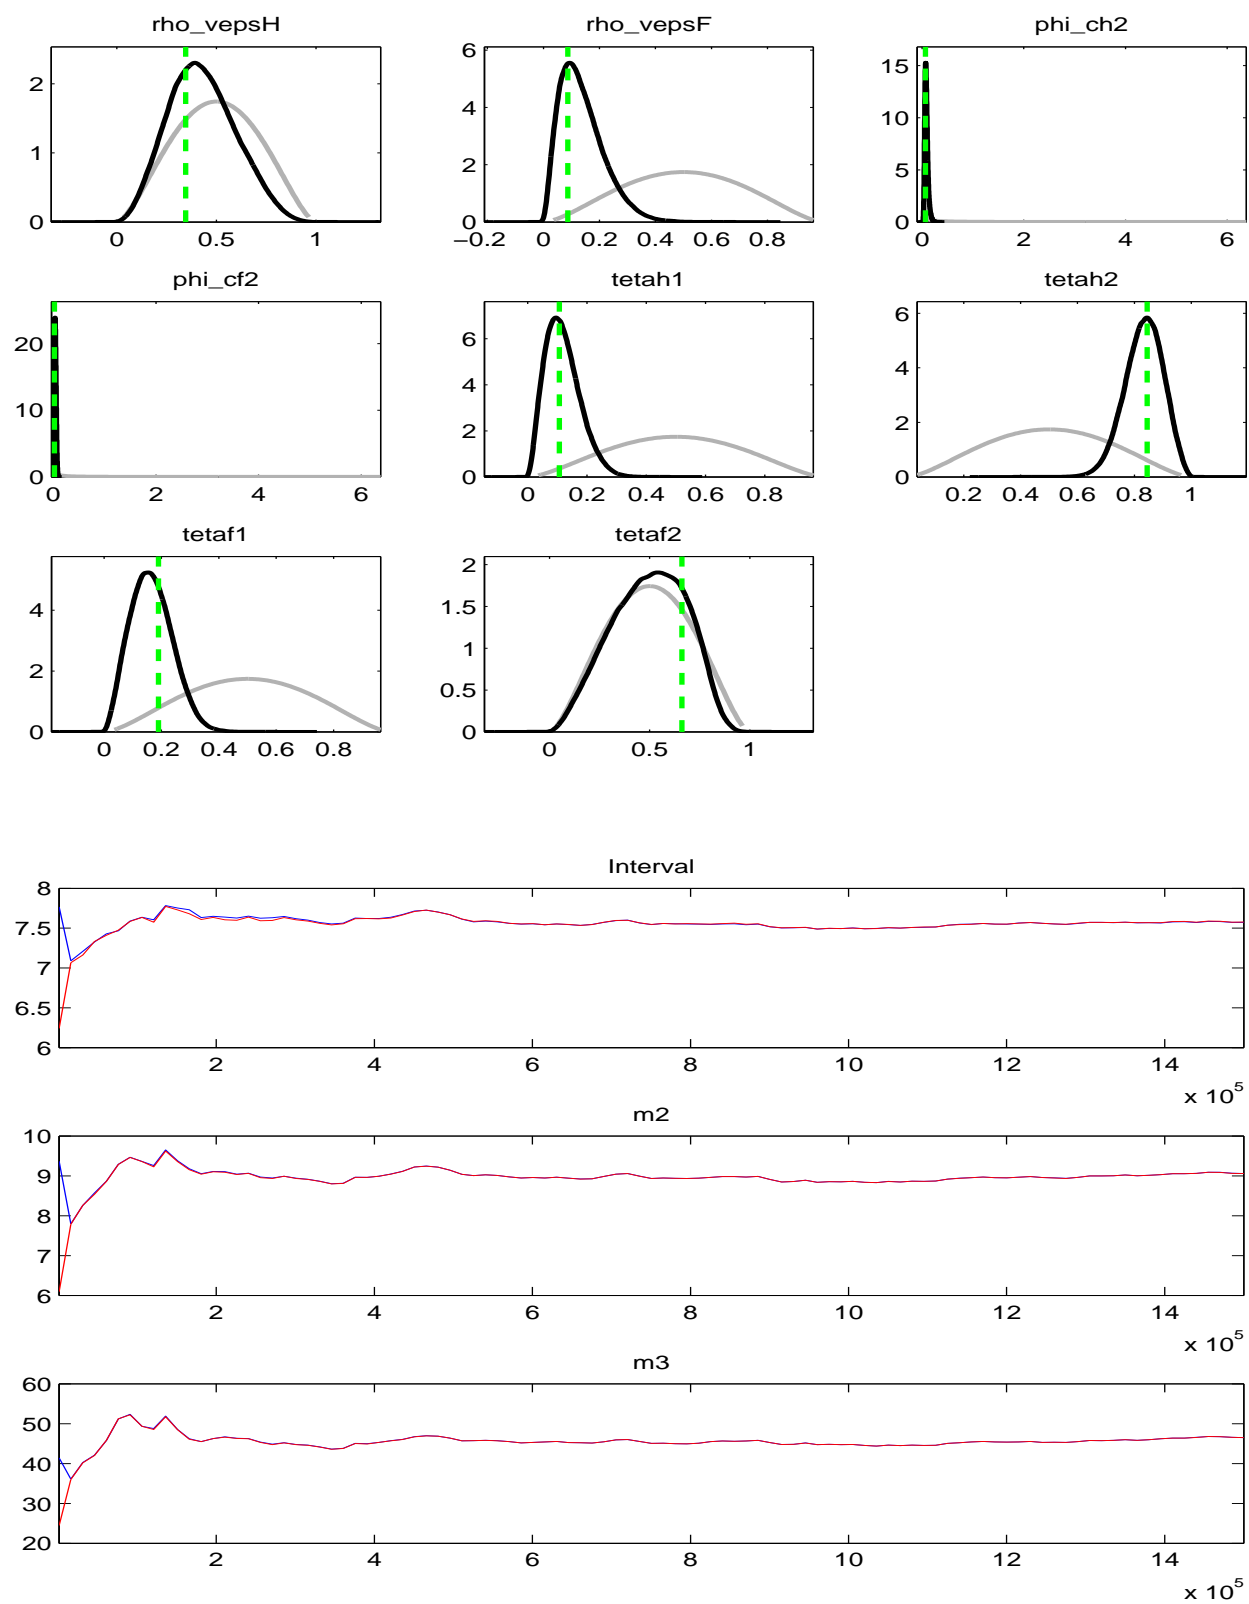 rho_vepsH rho_vepsF phi_ch2
2 6 15
1 4 10
0 2 5
0 0.5 1 0 0
−0.2 0 0.2 0.4 0.6 0.8 0 2 4 6
phi_cf2 tetah1 tetah2
20 6 6
10 4 4
0 2 2
0 2 4 6 0 0
0 0.2 0.4 0.6 0.8 0.2 0.4 0.6 0.8 1
tetaf1 tetaf2
4 2
2 1.5
0 1
0 0.2 0.4 0.6 0.8 0.5
0
0 0.5 1
Interval
8
7.5
7
6.5
6
2 4 6 8 10 12 14
x 10^5
m2
10
9
8
7
6
2 4 6 8 10 12 14
x 10^5
m3
60
50
40
30
20
2 4 6 8 10 12 14
x 10^5